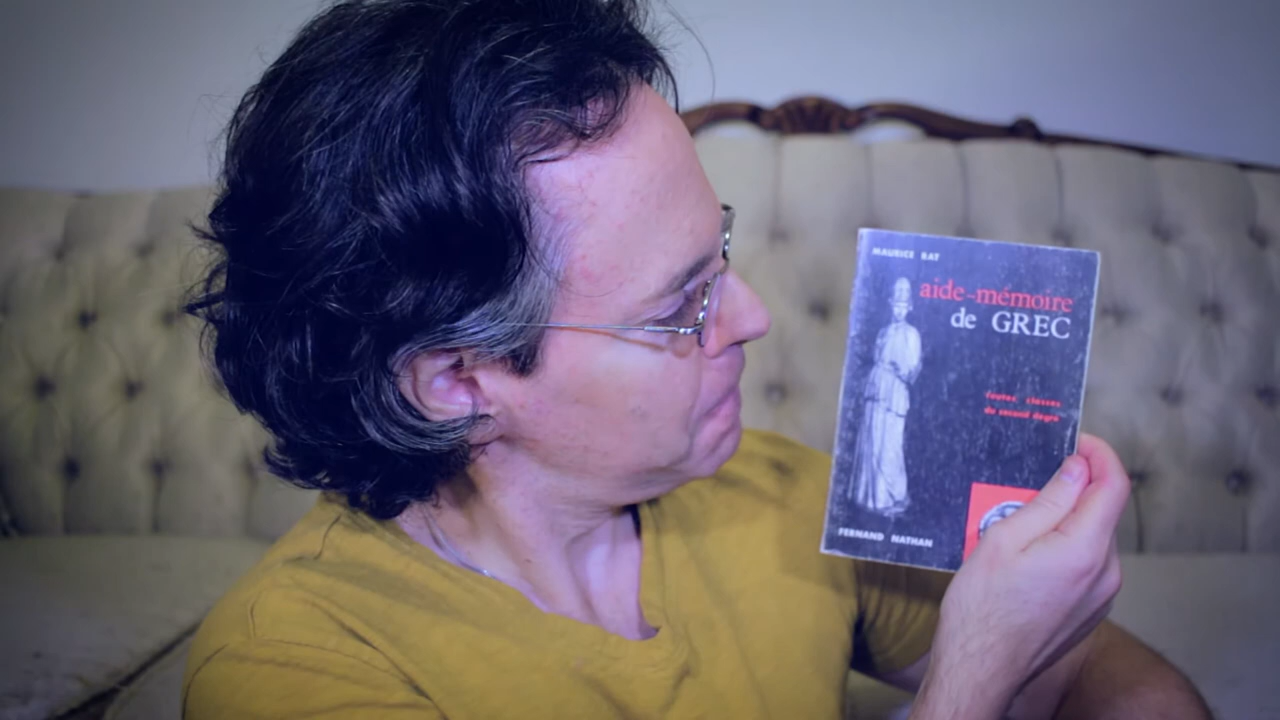 MAURICE RAT
aide-mémoire
de GREC
toutes classes
du second degré
FERNAND NATHAN